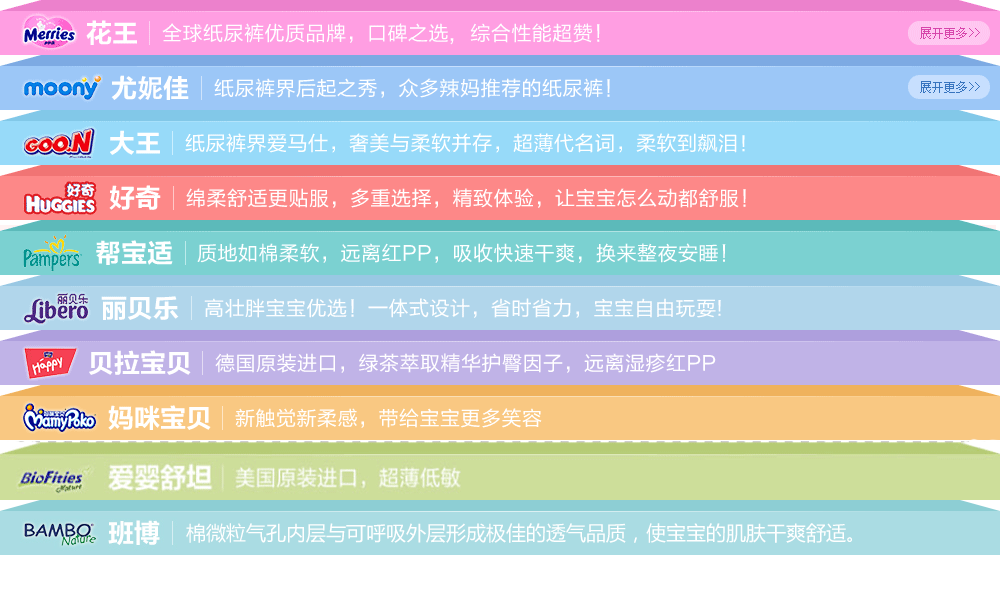 Merries 花王 全球纸尿裤优质品牌，口碑之选，综合性能超赞！ 展开更多>>
moony 尤妮佳 纸尿裤界后起之秀，众多辣妈推荐的纸尿裤！ 展开更多>>
GOO.N 大王 纸尿裤界爱马仕，奢美与柔软并存，超薄代名词，柔软到飙泪！
好奇 HUGGIES 好奇 绵柔舒适更贴服，多重选择，精致体验，让宝宝怎么动都舒服！
Pampers 帮宝适 质地如棉柔软，远离红PP，吸收快速干爽，换来整夜安睡！
丽贝乐 Libero 丽贝乐 高壮胖宝宝优选！一体式设计，省时省力，宝宝自由玩耍!
Happy 贝拉宝贝 德国原装进口，绿茶萃取精华护臀因子，远离湿疹红PP
MamyPoko 妈咪宝贝 新触觉新柔感，带给宝宝更多笑容
BioFities Nature 爱婴舒坦 美国原装进口，超薄低敏
BAMBO Nature 班博 棉微粒气孔内层与可呼吸外层形成极佳的透气品质，使宝宝的肌肤干爽舒适。